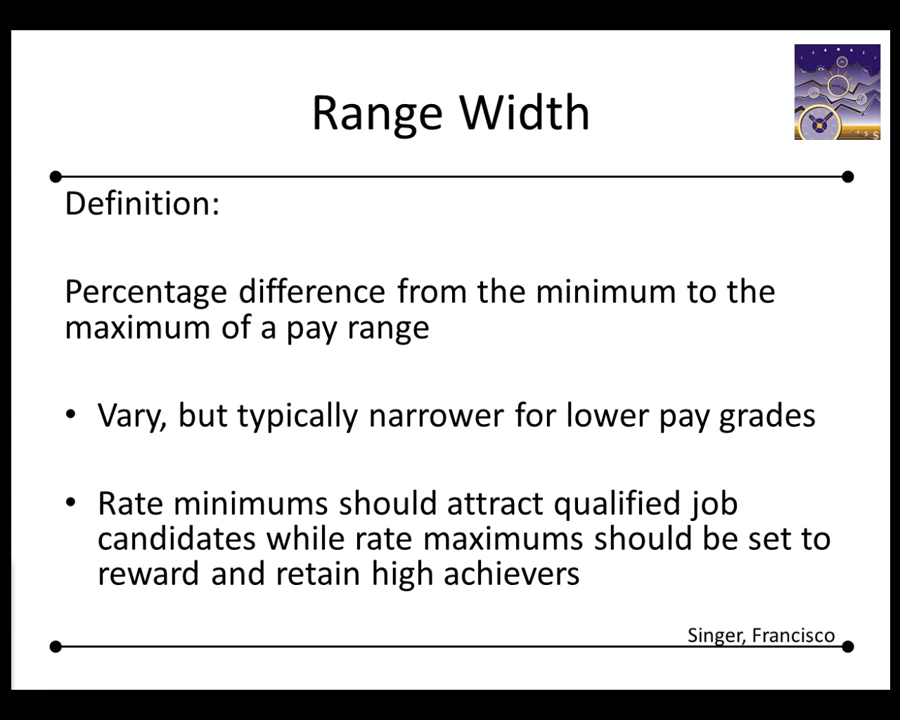 Range Width
Definition:
Percentage difference from the minimum to the
maximum of a pay range
• Vary, but typically narrower for lower pay grades
• Rate minimums should attract qualified job
candidates while rate maximums should be set to
reward and retain high achievers
Singer, Francisco